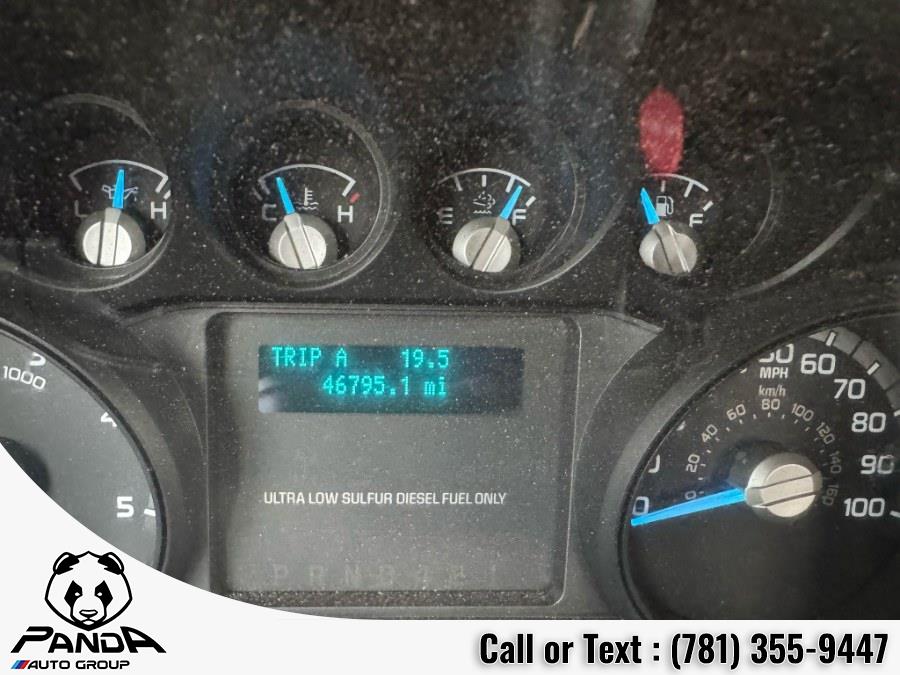 L H
C H
E F
F
TRIP A 19.5
46795.1 mi
ULTRA LOW SULFUR DIESEL FUEL ONLY
1000
5
60
MPH
70
km/h
80
80
60
100
40
120
20
140
160
90
100
0
PANDA
AUTO GROUP
Call or Text : (781) 355-9447